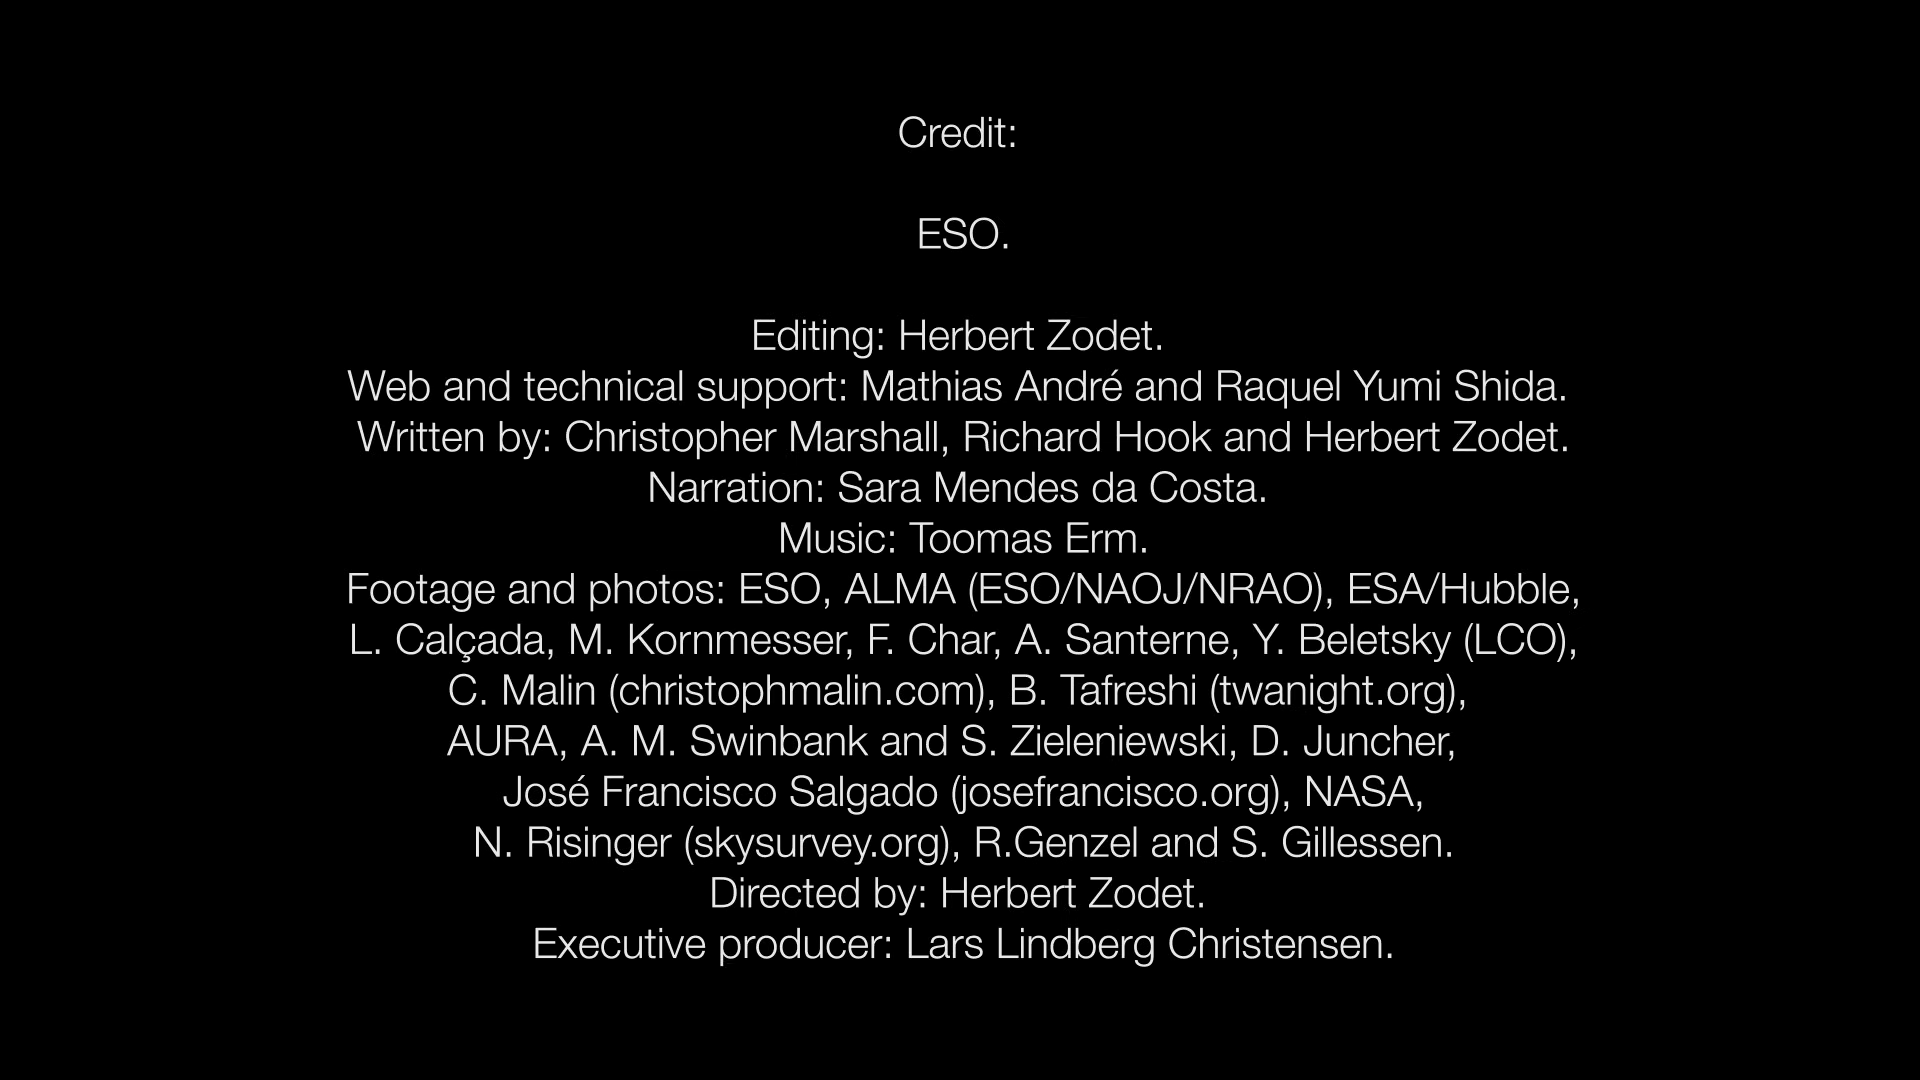 Credit:
ESO.
Editing: Herbert Zodet.
Web and technical support: Mathias André and Raquel Yumi Shida.
Written by: Christopher Marshall, Richard Hook and Herbert Zodet.
Narration: Sara Mendes da Costa.
Music: Toomas Erm.
Footage and photos: ESO, ALMA (ESO/NAOJ/NRAO), ESA/Hubble,
L. Calçada, M. Kornmesser, F. Char, A. Santerne, Y. Beletsky (LCO),
C. Malin (christophmalin.com), B. Tafreshi (twanight.org),
AURA, A. M. Swinbank and S. Zieleniewski, D. Juncher,
José Francisco Salgado (josefrancisco.org), NASA,
N. Risinger (skysurvey.org), R.Genzel and S. Gillessen.
Directed by: Herbert Zodet.
Executive producer: Lars Lindberg Christensen.